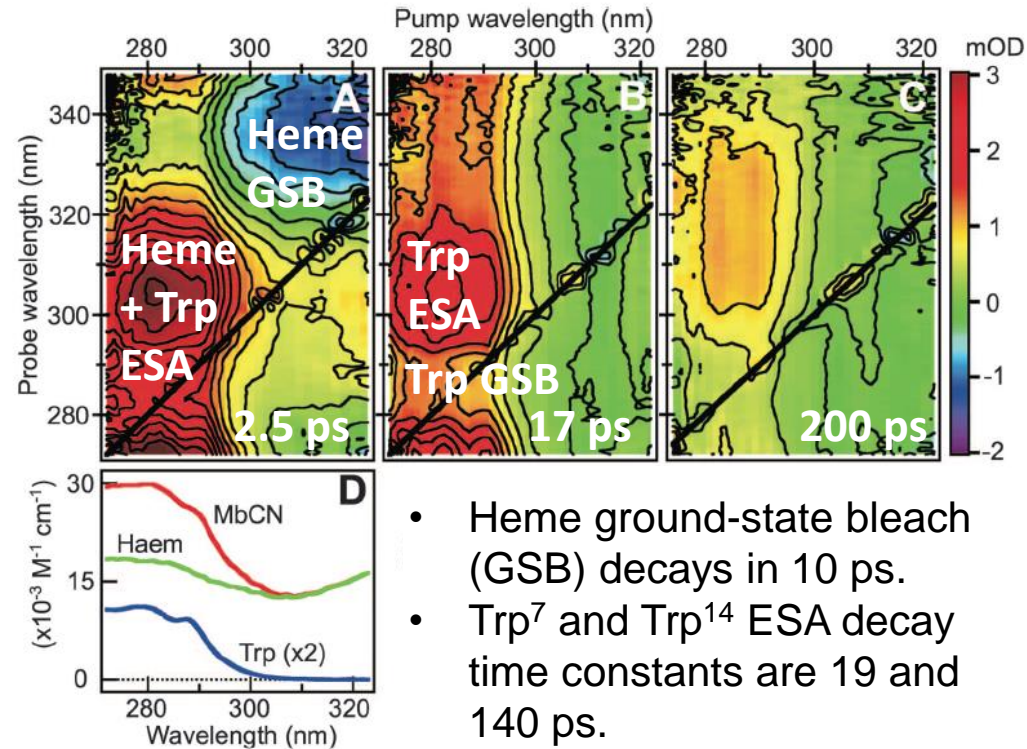 Pump wavelength (nm)
280 300 320 280 300 320 280 300 320 mOD
Probe wavelength (nm)
340
320
300
280
A
Heme
GSB
Heme
+ Trp
ESA
2.5 ps
B
Trp
ESA
Trp GSB
17 ps
C
200 ps
3
2
1
0
-1
-2
D
(x10⁻³ M⁻¹ cm⁻¹)
30
15
0
MbCN
Haem
Trp (x2)
280 300 320
Wavelength (nm)
• Heme ground-state bleach
(GSB) decays in 10 ps.
• Trp⁷ and Trp¹⁴ ESA decay
time constants are 19 and
140 ps.